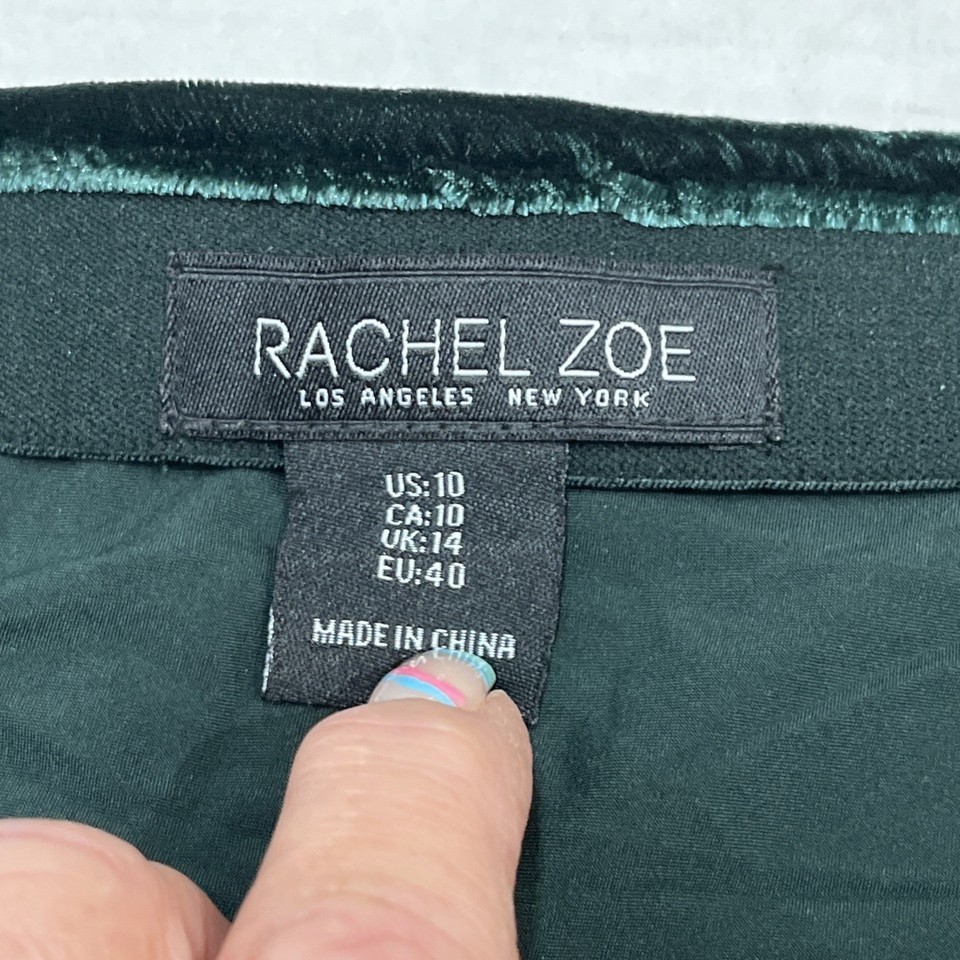 RACHEL ZOE
LOS ANGELES NEW YORK
US:10
CA:10
UK:14
EU:40
MADE IN CHINA